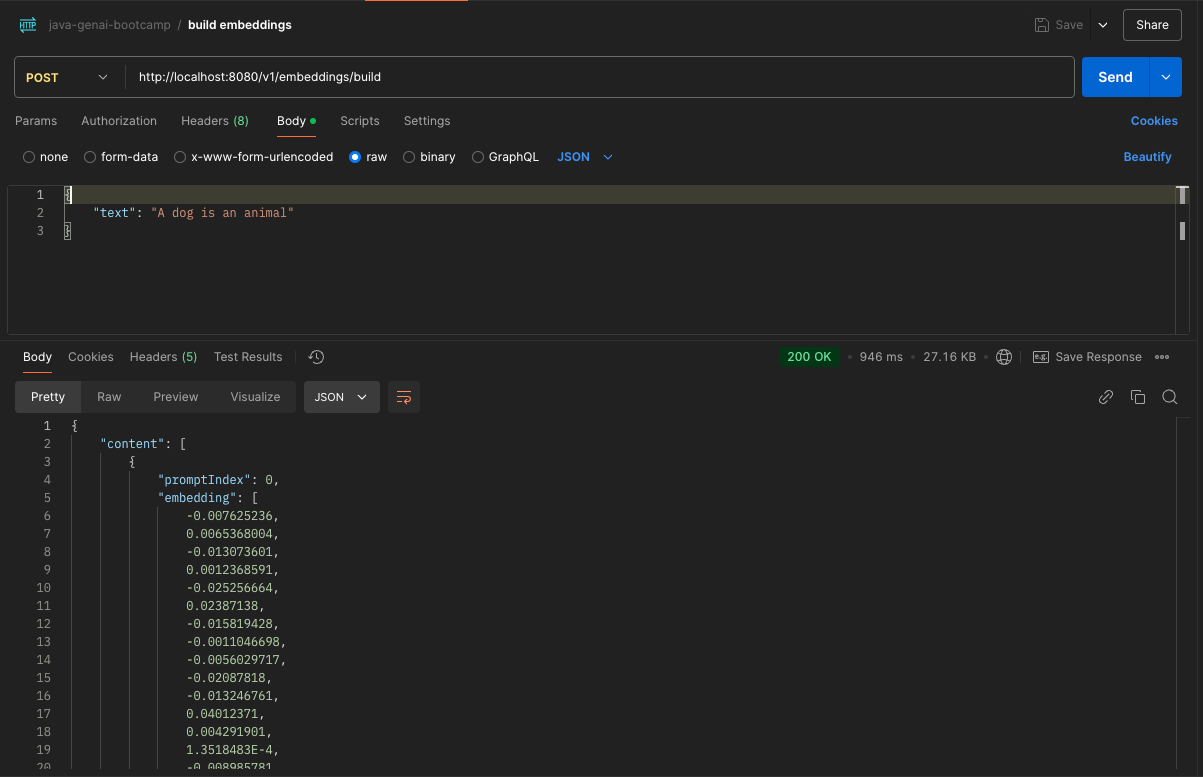 HTTP java-genai-bootcamp / build embeddings Save Share
POST http://localhost:8080/v1/embeddings/build Send
Params Authorization Headers (8) Body Scripts Settings Cookies
none form-data x-www-form-urlencoded raw binary GraphQL JSON Beautify
1 {
2 "text": "A dog is an animal"
3 }
Body Cookies Headers (5) Test Results 200 OK • 946 ms • 27.16 KB • e.g. Save Response
Pretty Raw Preview Visualize JSON
1 {
2 "content": [
3 {
4 "promptIndex": 0,
5 "embedding": [
6 -0.007625236,
7 0.0065368004,
8 -0.013073601,
9 0.0012368591,
10 -0.025256664,
11 0.02387138,
12 -0.015819428,
13 -0.0011046698,
14 -0.0056029717,
15 -0.02087818,
16 -0.013246761,
17 0.04012371,
18 0.004291901,
19 1.3518483E-4,
20 -0.008985781